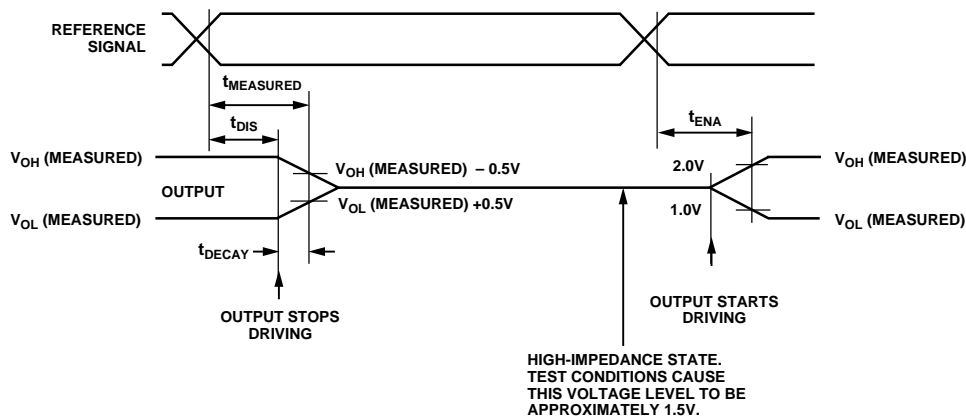 REFERENCE
SIGNAL
tMEASURED
tDIS
tENA
VOH (MEASURED)
VOH (MEASURED) – 0.5V
2.0V
VOH (MEASURED)
OUTPUT
VOL (MEASURED) +0.5V
1.0V
VOL (MEASURED)
VOL (MEASURED)
tDECAY
OUTPUT STOPS
DRIVING
OUTPUT STARTS
DRIVING
HIGH-IMPEDANCE STATE.
TEST CONDITIONS CAUSE
THIS VOLTAGE LEVEL TO BE
APPROXIMATELY 1.5V.